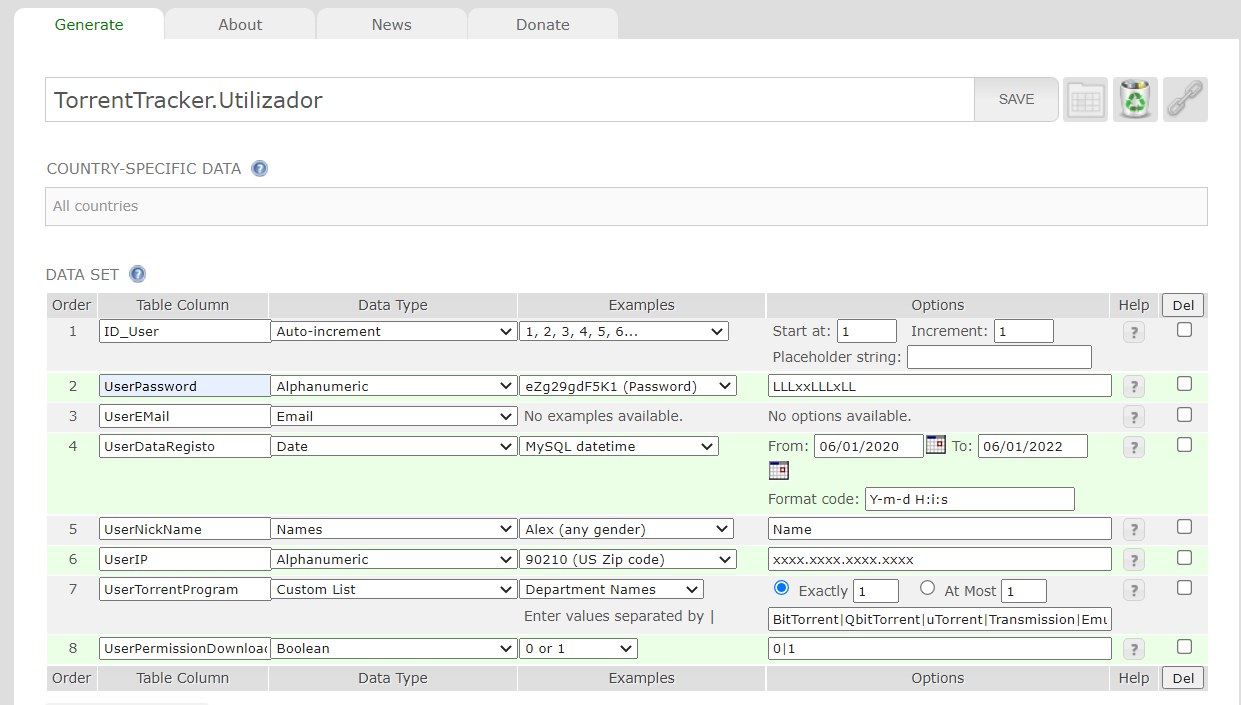 Generate About News Donate
TorrentTracker.Utilizador SAVE
COUNTRY-SPECIFIC DATA ?
All countries
DATA SET ?
Order Table Column Data Type Examples Options Help Del
1 ID_User Auto-increment 1, 2, 3, 4, 5, 6... Start at: 1 Increment: 1 ?
Placeholder string:
2 UserPassword Alphanumeric eZg29gdF5K1 (Password) LLLxxLLLxLL ?
3 UserEMail Email No examples available. No options available. ?
4 UserDataRegisto Date MySQL datetime From: 06/01/2020 To: 06/01/2022 ?
Format code: Y-m-d H:i:s
5 UserNickName Names Alex (any gender) Name ?
6 UserIP Alphanumeric 90210 (US Zip code) xxxx.xxxx.xxxx.xxxx ?
7 UserTorrentProgram Custom List Department Names Exactly 1 At Most 1 ?
Enter values separated by | BitTorrent|QbitTorrent|uTorrent|Transmission|Emu
8 UserPermissionDownload Boolean 0 or 1 0|1 ?
Order Table Column Data Type Examples Options Help Del